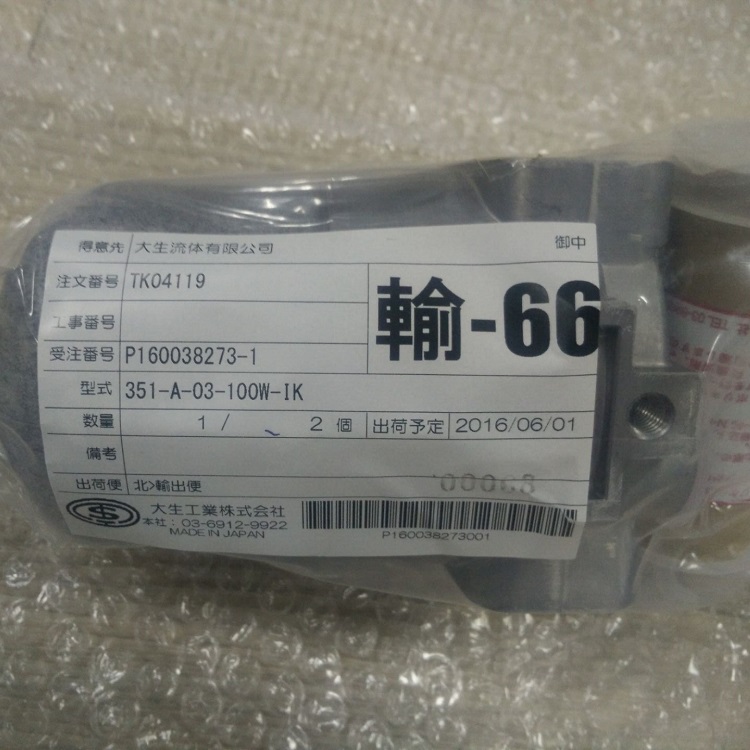 得意先 大生流体有限公司 御中
注文番号 TK04119
輸-66
工事番号
受注番号 P160038273-1
型式 351-A-03-100W-IK
数量 1 / 2 個 出荷予定 2016/06/01
備考
出荷便 北>輸出便
大生工業株式会社
本社：03-6912-9922
MADE IN JAPAN
P160038273001